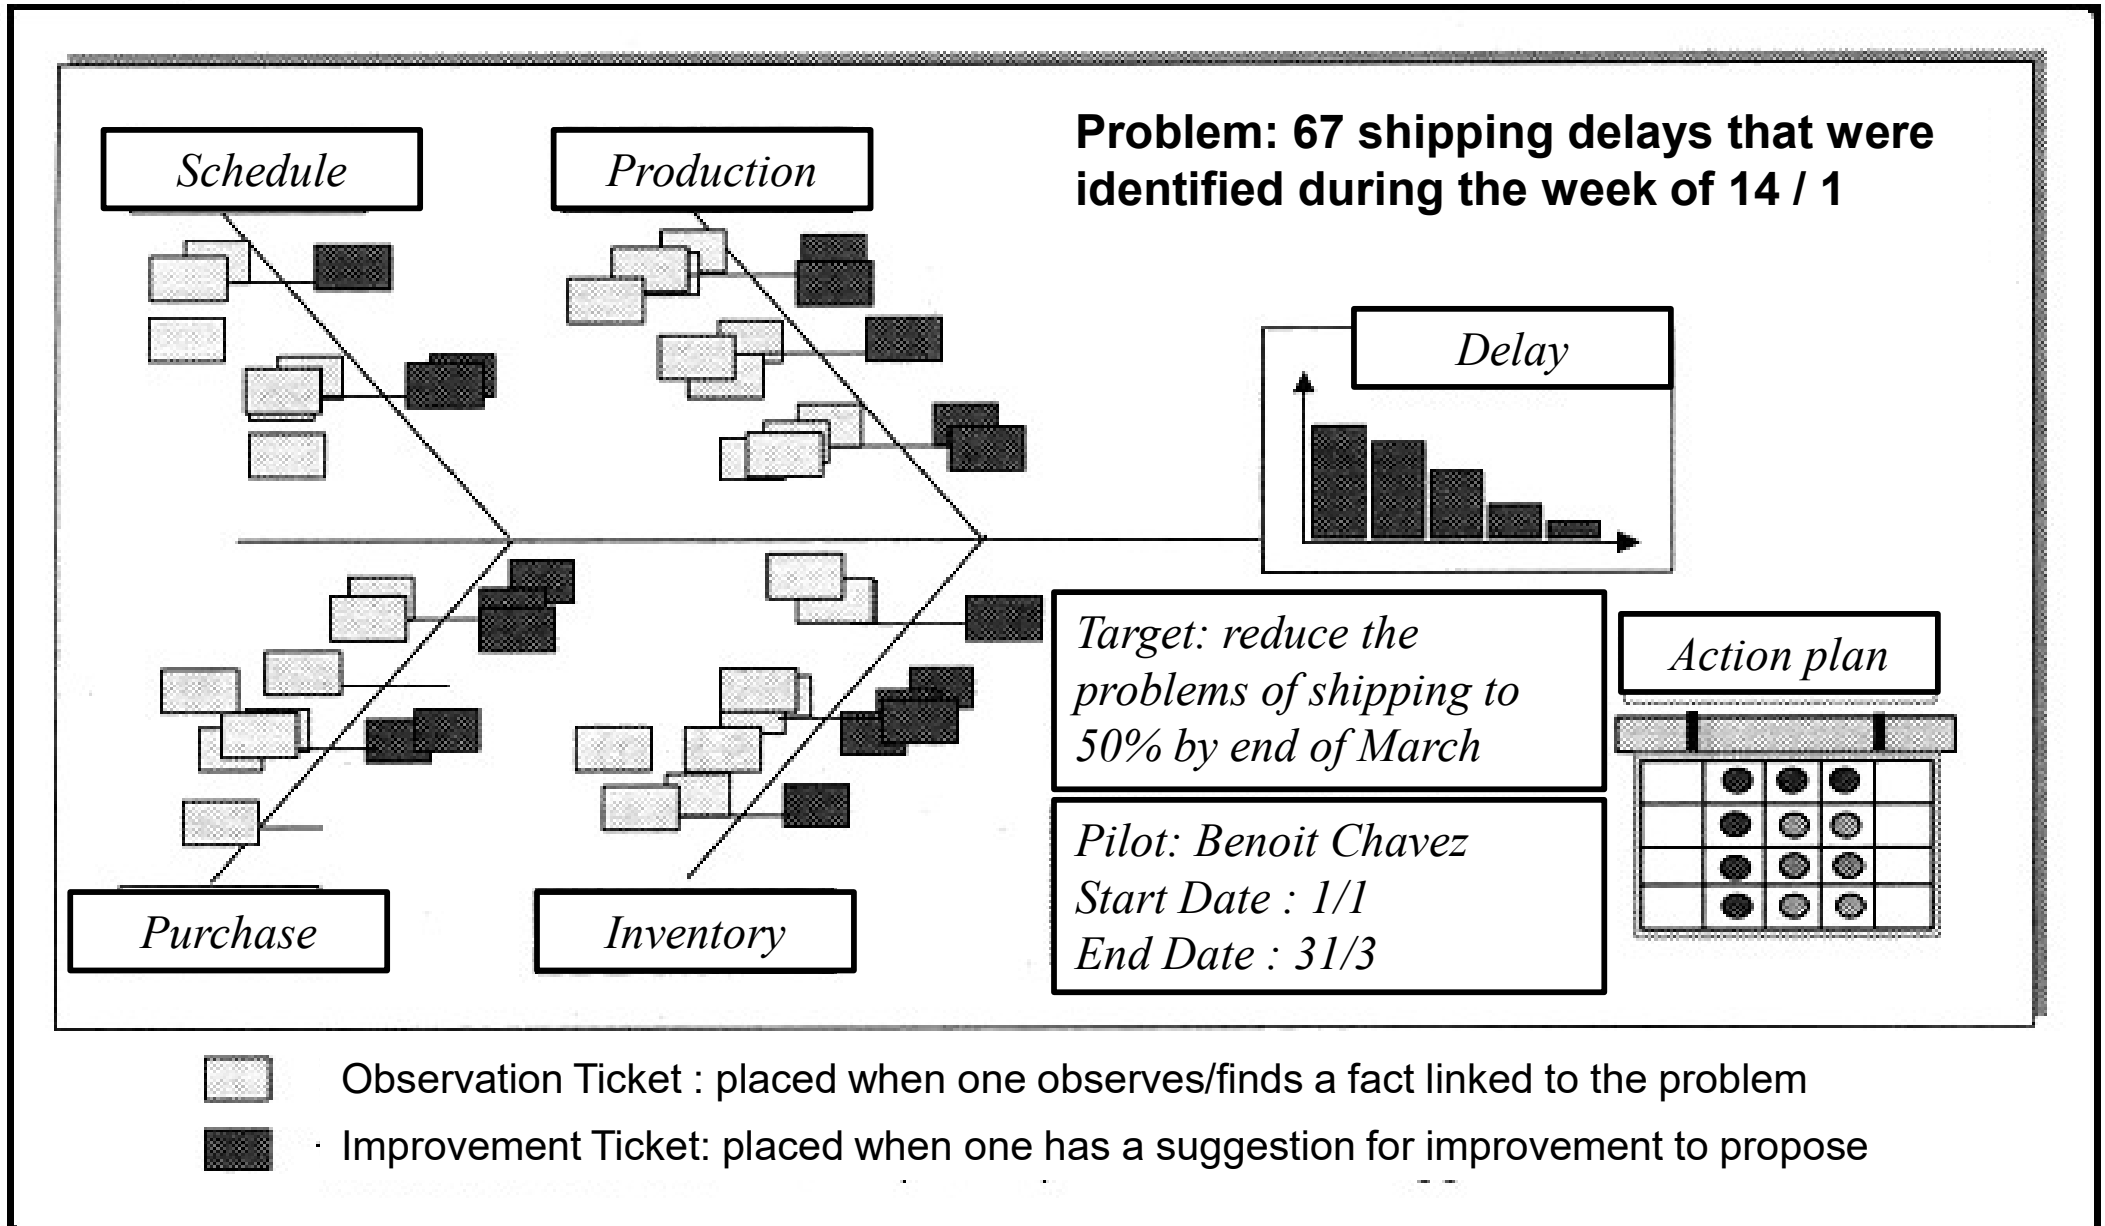 Problem: 67 shipping delays that were
identified during the week of 14 / 1
Schedule
Production
Delay
Target: reduce the
problems of shipping to
50% by end of March
Action plan
Pilot: Benoit Chavez
Start Date : 1/1
End Date : 31/3
Purchase
Inventory
Observation Ticket : placed when one observes/finds a fact linked to the problem
Improvement Ticket: placed when one has a suggestion for improvement to propose